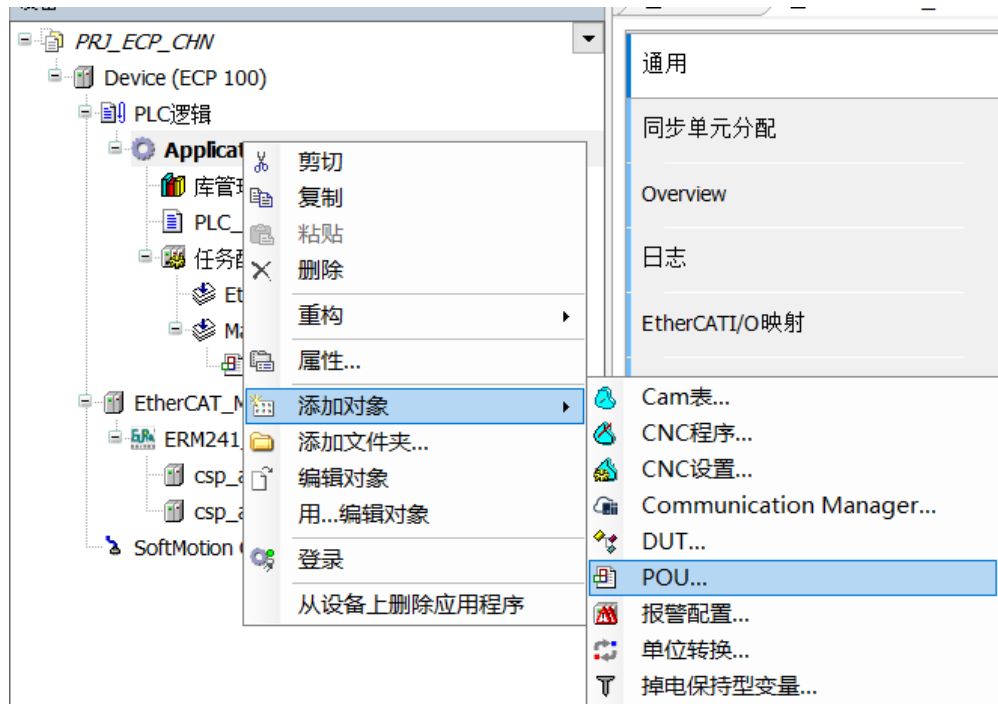 PRJ_ECP_CHN
Device (ECP 100)
PLC逻辑
Applicat
库管理
PLC_
任务配
Et
Ma
EtherCAT_M
ERM241_
csp_a
csp_a
SoftMotion
剪切
复制
粘贴
删除
重构
属性...
添加对象
添加文件夹...
编辑对象
用...编辑对象
登录
从设备上删除应用程序
通用
同步单元分配
Overview
日志
EtherCATI/O映射
Cam表...
CNC程序...
CNC设置...
Communication Manager...
DUT...
POU...
报警配置...
单位转换...
掉电保持型变量...